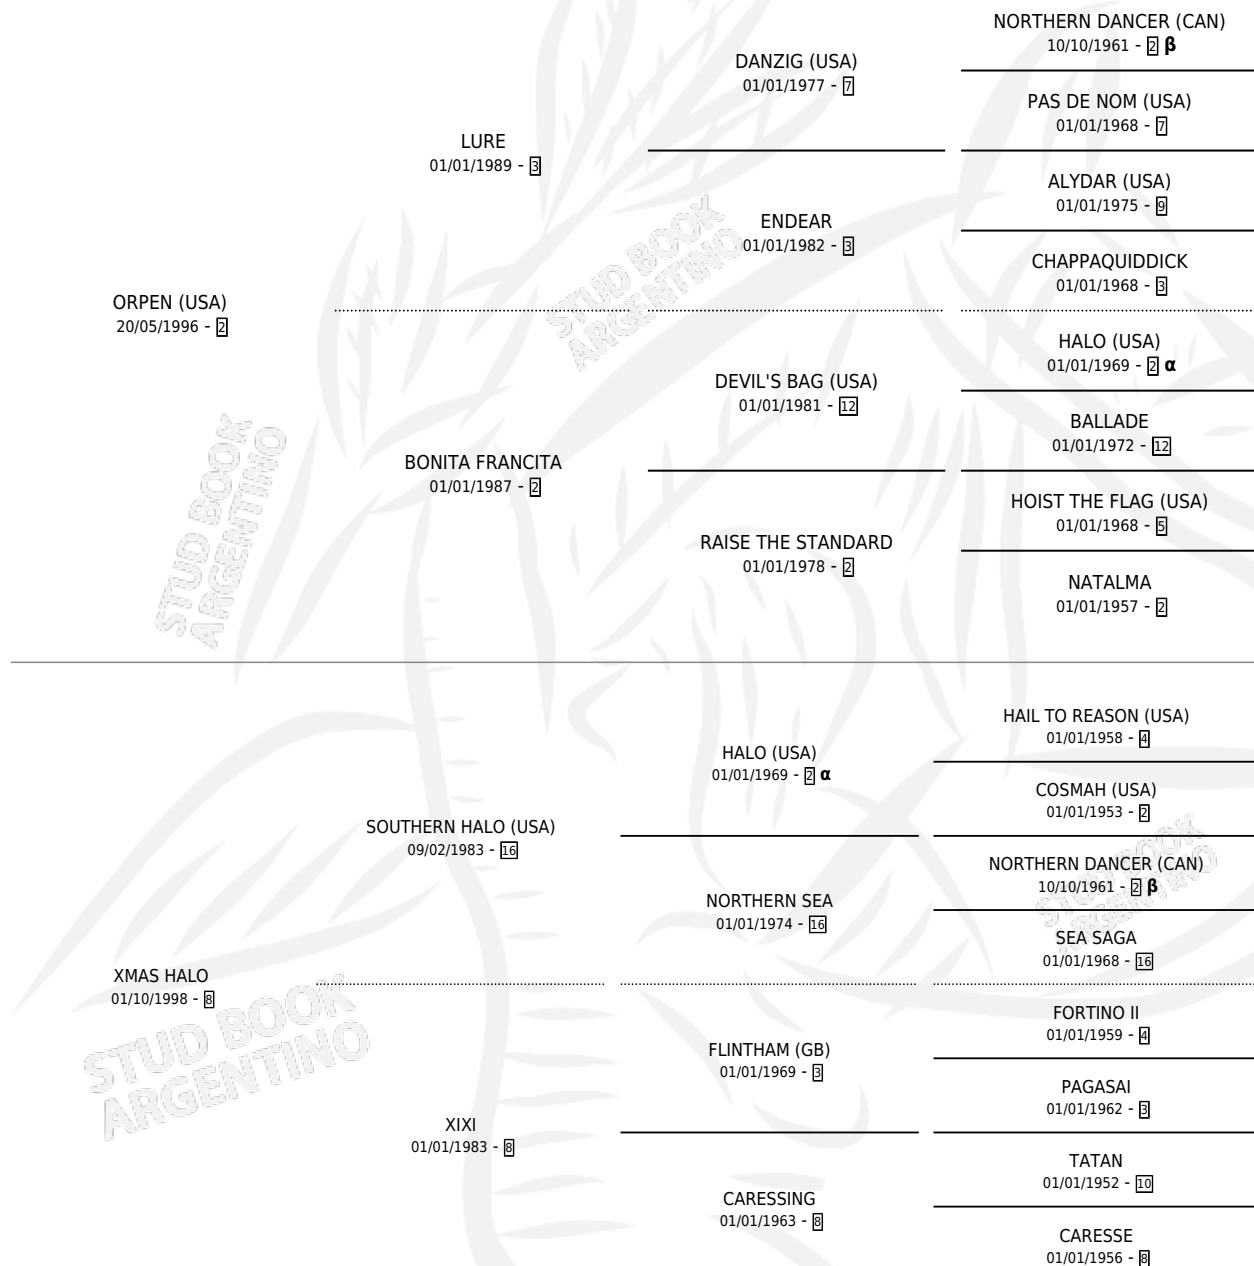 NORTHERN DANCER (CAN)
10/10/1961 - 2 β
DANZIG (USA)
01/01/1977 - 7
PAS DE NOM (USA)
01/01/1968 - 7
LURE
01/01/1989 - 3
ALYDAR (USA)
01/01/1975 - 9
ENDEAR
01/01/1982 - 3
CHAPPAQUIDDICK
01/01/1968 - 3
ORPEN (USA)
20/05/1996 - 2
HALO (USA)
01/01/1969 - 2 α
DEVIL'S BAG (USA)
01/01/1981 - 12
BALLADE
01/01/1972 - 12
BONITA FRANCITA
01/01/1987 - 2
HOIST THE FLAG (USA)
01/01/1968 - 5
RAISE THE STANDARD
01/01/1978 - 2
NATALMA
01/01/1957 - 2
HAIL TO REASON (USA)
01/01/1958 - 4
HALO (USA)
01/01/1969 - 2 α
COSMAH (USA)
01/01/1953 - 2
SOUTHERN HALO (USA)
09/02/1983 - 16
NORTHERN DANCER (CAN)
10/10/1961 - 2 β
NORTHERN SEA
01/01/1974 - 16
SEA SAGA
01/01/1968 - 16
XMAS HALO
01/10/1998 - 8
FORTINO II
01/01/1959 - 4
FLINTHAM (GB)
01/01/1969 - 3
PAGASAI
01/01/1962 - 3
XIXI
01/01/1983 - 8
TATAN
01/01/1952 - 10
CARESSING
01/01/1963 - 8
CARESSE
01/01/1956 - 8
STUD BOOK
ARGENTINO
STUD BOOK
ARGENTINO
STUD BOOK
ARGENTINO
STUD BOOK
ARGENTINO